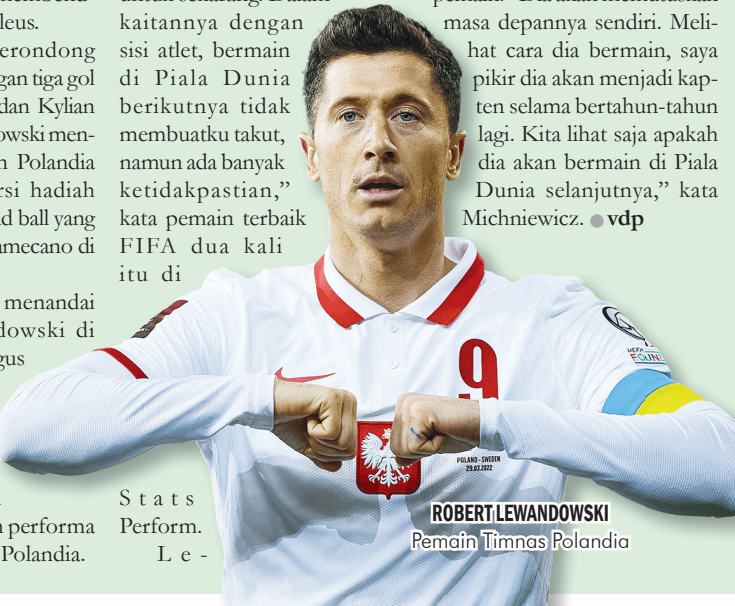 leus.
erondong
gan tiga gol
dan Kylian
owski men-
n Polandia
rsi hadiah
ad ball yang
amecano di
menandai
dowski di
gus
n performa
Polandia.
kaitannya dengan
sisi atlet, bermain
di Piala Dunia
berikutnya tidak
membuatku takut,
namun ada banyak
ketidakpastian,”
kata pemain terbaik
FIFA dua kali
itu di
Stats
Perform.
Le-
masa depannya sendiri. Meli-
hat cara dia bermain, saya
pikir dia akan menjadi kap-
ten selama bertahun-tahun
lagi. Kita lihat saja apakah
dia akan bermain di Piala
Dunia selanjutnya,” kata
Michniewicz. ●vdp
9
POLAND - SWEDEN
29.03.2022
UEFA
FOUND
ROBERT LEWANDOWSKI
Pemain Timnas Polandia